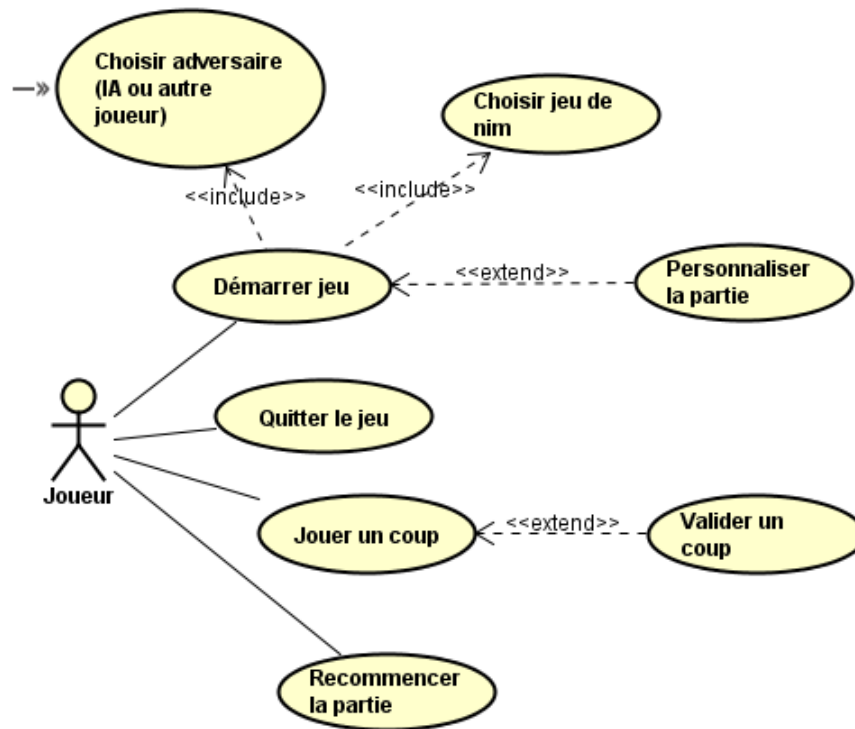 Choisir adversaire
(IA ou autre
joueur)
Choisir jeu de
nim
<<include>>
<<include>>
Démarrer jeu
<<extend>>
Personnaliser
la partie
Quitter le jeu
Joueur
Jouer un coup
<<extend>>
Valider un
coup
Recommencer
la partie